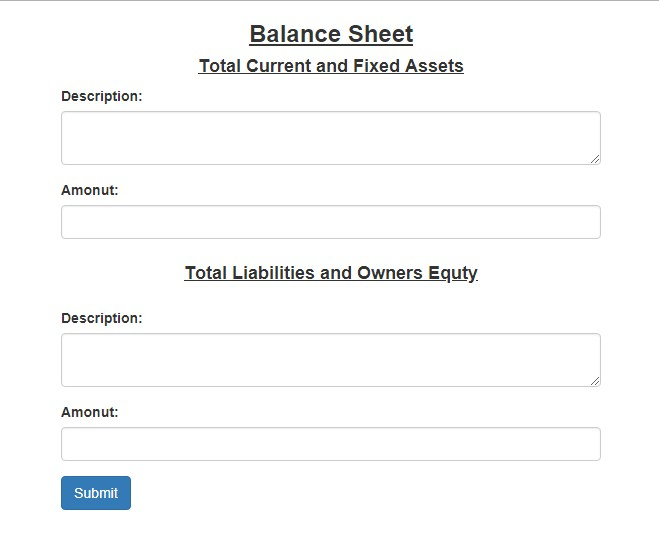 Balance Sheet
Total Current and Fixed Assets
Description:
Amonut:
Total Liabilities and Owners Equty
Description:
Amonut:
Submit